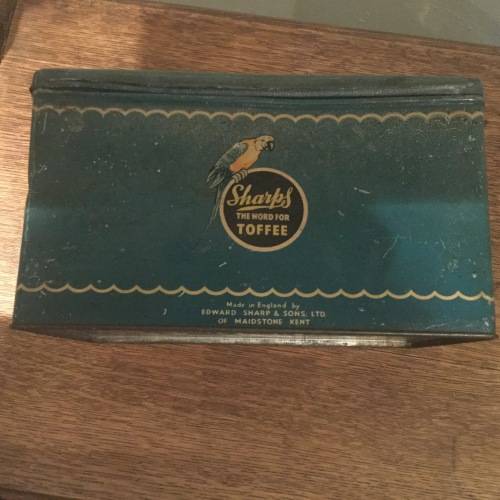 Sharps
THE WORD FOR
TOFFEE
Made in England by
EDWARD SHARP & SONS, LTD.
OF MAIDSTONE KENT